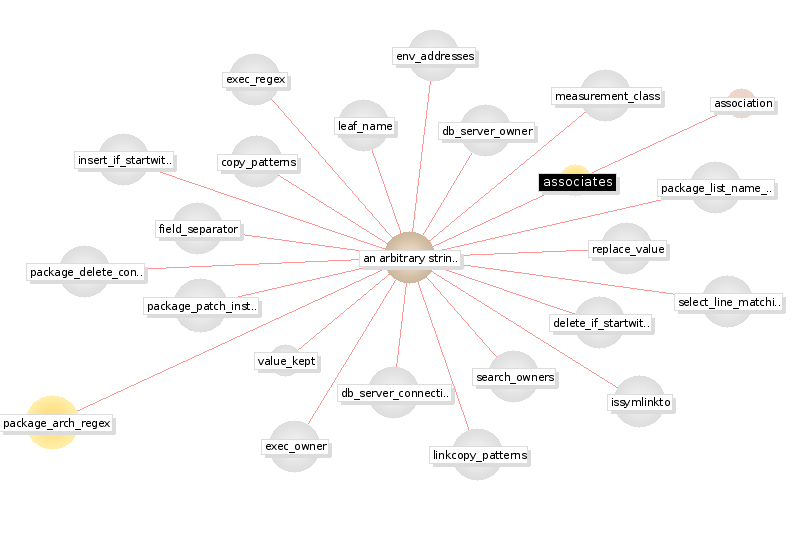 env_addresses
exec_regex
measurement_class
association
leaf_name
db_server_owner
insert_if_startwit..
copy_patterns
associates
package_list_name_..
field_separator
replace_value
an arbitrary strin..
package_delete_con..
package_patch_inst..
select_line_matchi..
delete_if_startwit..
value_kept
search_owners
db_server_connecti..
issymlinkto
package_arch_regex
exec_owner
linkcopy_patterns